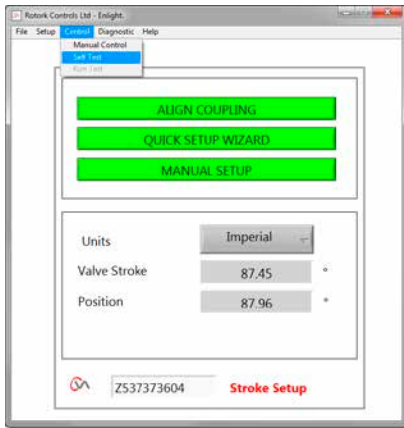 Rotork Controls Ltd - Enlight.
File Setup Control Diagnostic Help
Manual Control
Self Test
Run Test
ALIGN COUPLING
QUICK SETUP WIZARD
MANUAL SETUP
Units Imperial
Valve Stroke 87.45 °
Position 87.96 °
Z537373604 Stroke Setup